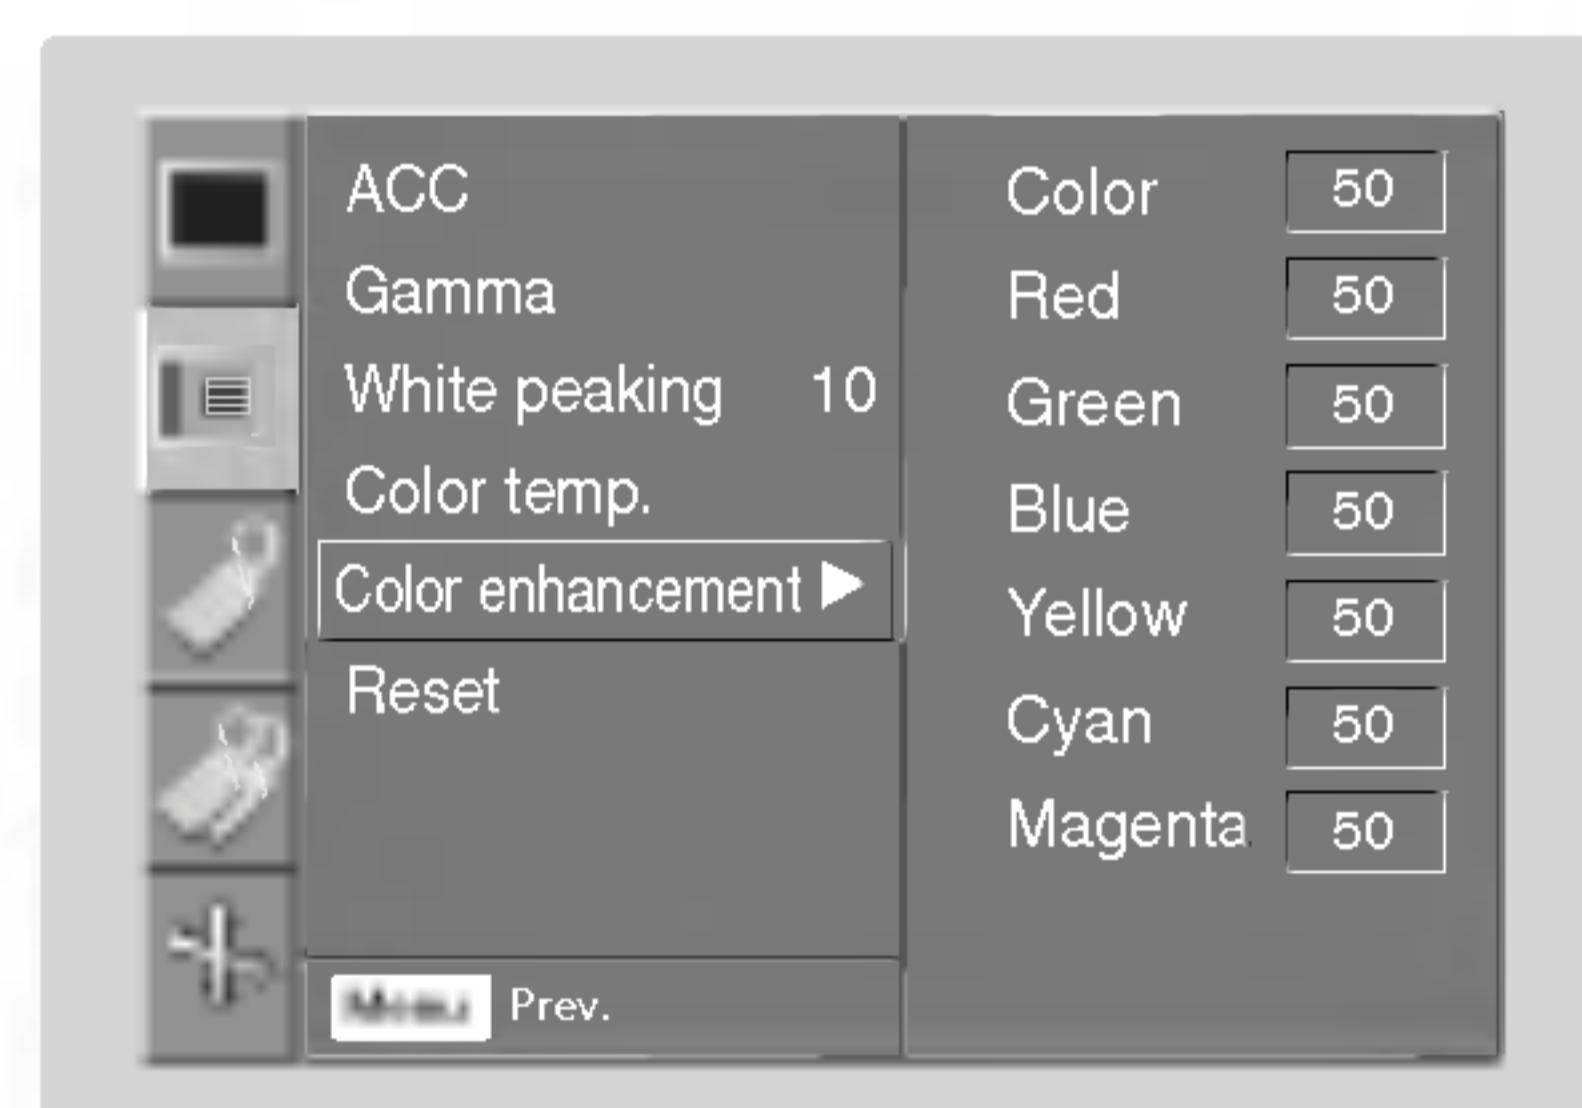 ACC
Gamma
White peaking 10
Color temp.
Color enhancement ▶
Reset
Menu Prev.
Color 50
Red 50
Green 50
Blue 50
Yellow 50
Cyan 50
Magenta 50